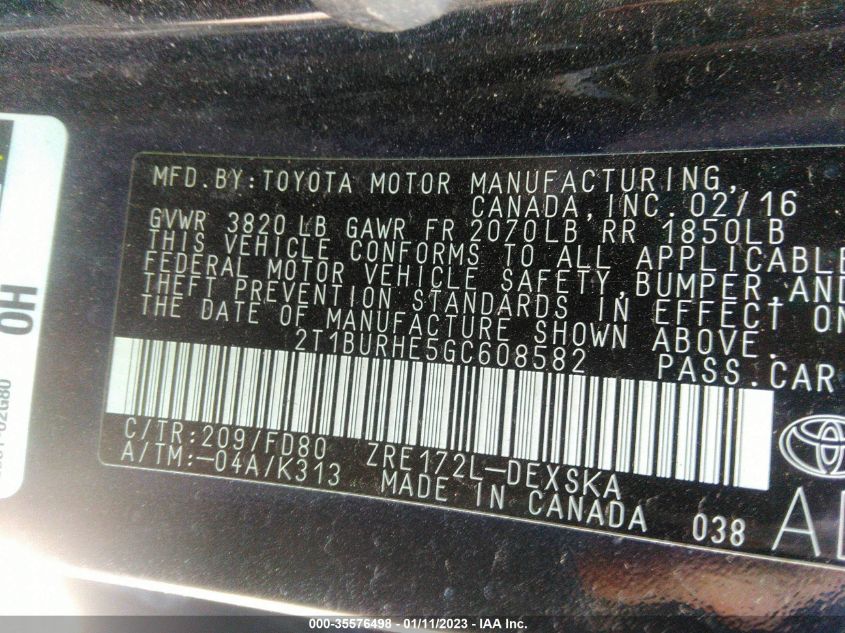 MFD.BY:TOYOTA MOTOR MANUFACTURING,
CANADA,INC. 02/16
GVWR 3820 LB GAWR FR 2070LB RR 1850LB
THIS VEHICLE CONFORMS TO ALL APPLICABLE
FEDERAL MOTOR VEHICLE SAFETY,BUMPER,AND
THEFT PREVENTION STANDARDS IN EFFECT ON
THE DATE OF MANUFACTURE SHOWN ABOVE.
2T1BURHE5GC608582 PASS.CAR
C/TR:209/FD80 ZRE172L-DEXSKA
A/TM:-04A/K313 MADE IN CANADA 038
HO
02G80
000-35576498 - 01/11/2023 - © IAA Inc.